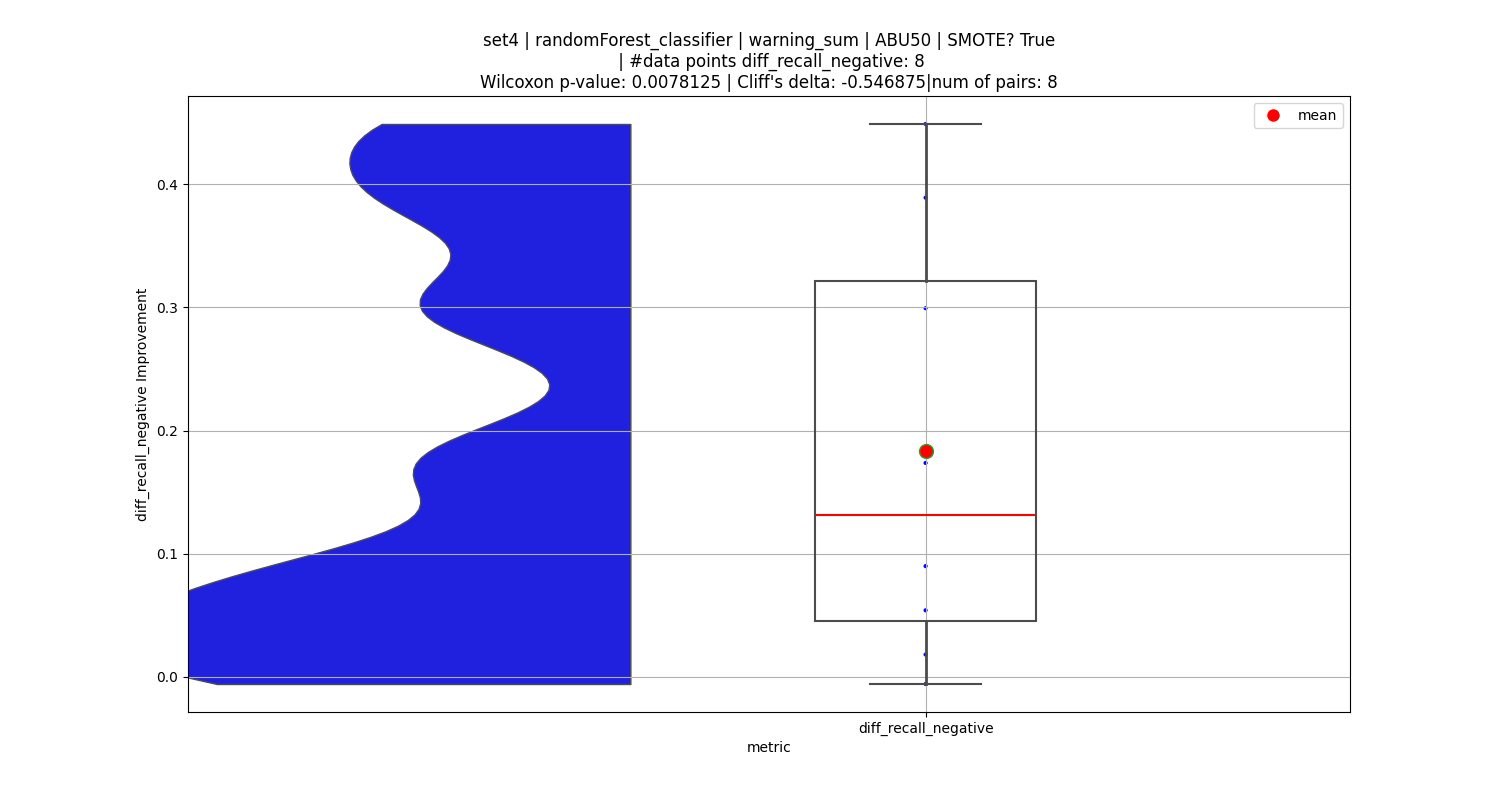 set4 | randomForest_classifier | warning_sum | ABU50 | SMOTE? True
| #data points diff_recall_negative: 8
Wilcoxon p-value: 0.0078125 | Cliff's delta: -0.546875|num of pairs: 8
mean
0.4
0.3
0.2
0.1
0.0
diff_recall_negative Improvement
diff_recall_negative
metric